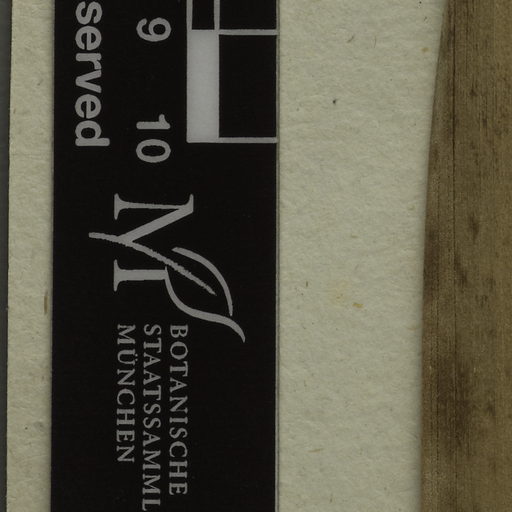 served
9 10
BOTANISCHE
STAATSSAMML
MÜNCHEN